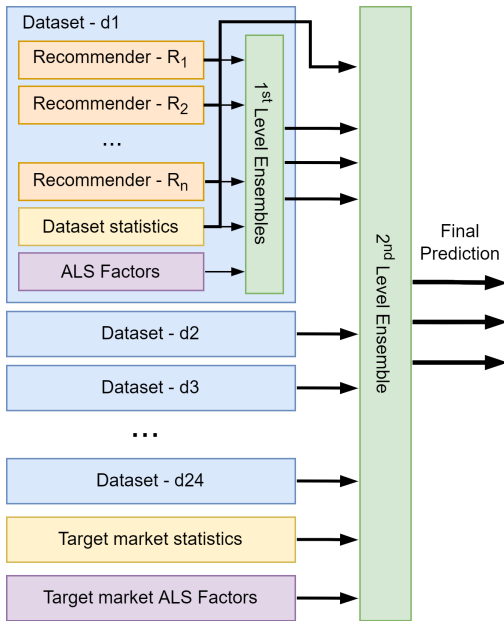 Dataset - d1
Recommender - R1
Recommender - R2
...
Recommender - Rn
Dataset statistics
ALS Factors
1st Level Ensembles
Dataset - d2
Dataset - d3
...
Dataset - d24
Target market statistics
Target market ALS Factors
2nd Level Ensemble
Final
Prediction